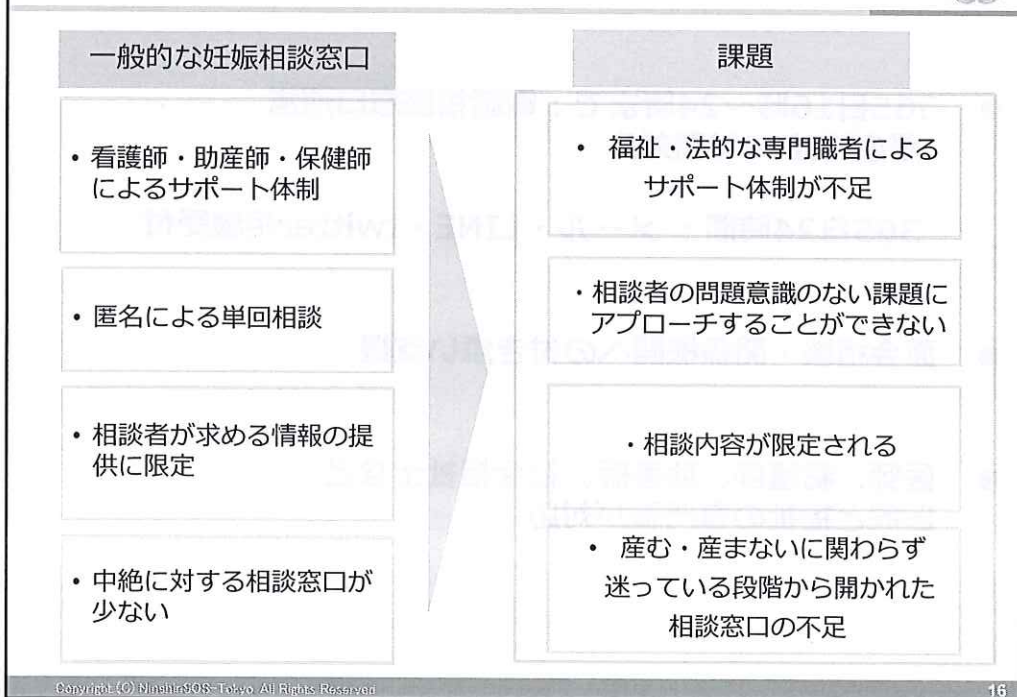 一般的な妊娠相談窓口
• 看護師・助産師・保健師
によるサポート体制
• 匿名による単回相談
• 相談者が求める情報の提
供に限定
• 中絶に対する相談窓口が
少ない
課題
• 福祉・法的な専門職者による
サポート体制が不足
・相談者の問題意識のない課題に
アプローチすることができない
・相談内容が限定される
• 産む・産まないに関わらず
迷っている段階から開かれた
相談窓口の不足
Copyright (C) NinshinSOS-Tokyo All Rights Reserved
16